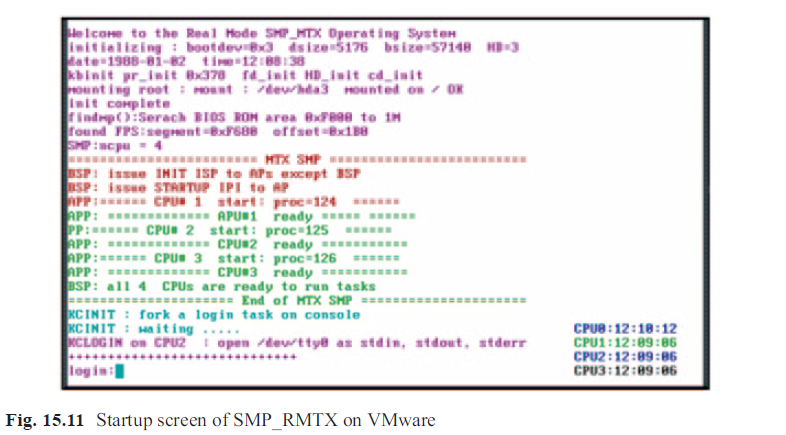 Welcome to the Real Mode SMP_MTX Operating System
initializing : bootdev=0x3 dsize=5176 bsize=57140 HD=3
date=1988-01-02 time=12:08:38
kbinit pr_init 0x378 fd_init HD_init cd_init
mounting root : mount : /dev/hda3 mounted on / OK
init complete
findmp():Serach BIOS ROM area 0xF000 to 1M
found FPS:segment=0xF680 offset=0x1B0
SMP:ncpu = 4
======================== MTX SMP =========================
BSP: issue INIT ISP to APs except BSP
BSP: issue STARTUP IPI to AP
APP:====== CPU# 1 start: proc=124 ======
APP: ============= APU#1 ready ===== ======
PP:====== CPU# 2 start: proc=125 ======
APP: ============= CPU#2 ready ===========
APP:====== CPU# 3 start: proc=126 ======
APP: ============= CPU#3 ready ===========
BSP: all 4 CPUs are ready to run tasks
===================== End of MTX SMP =====================
KCINIT : fork a login task on console
KCINIT : waiting .....
KCLOGIN on CPU2 : open /dev/tty0 as stdin, stdout, stderr
+++++++++++++++++++++++++++++
login:
CPU0:12:10:12
CPU1:12:09:06
CPU2:12:09:06
CPU3:12:09:06
Fig. 15.11 Startup screen of SMP_RMTX on VMware